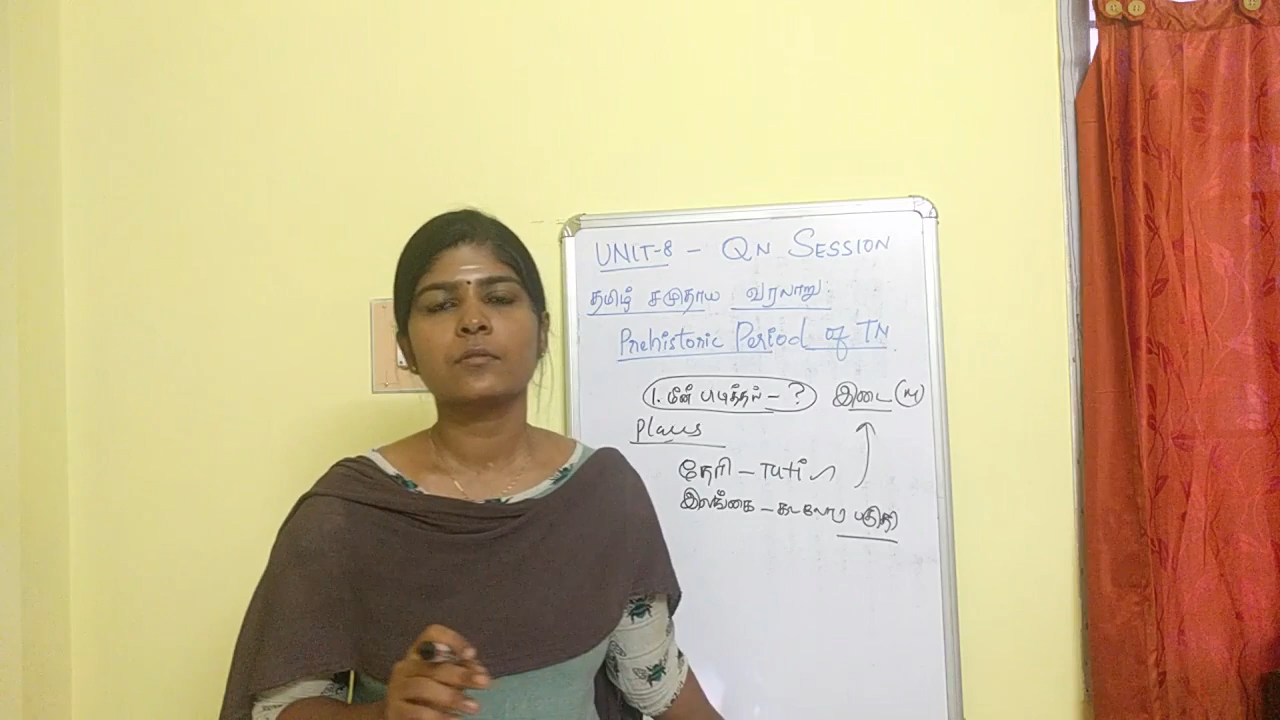 UNIT-8 - QN SESSION
தமிழ் சமுதாய வரலாறு:
Prehistoric Period of TN
1. மீன் பிடித்தல் - ? இடை (M)
Places
தேரி - Tuti
இலங்கை - கடலோர பகுதி